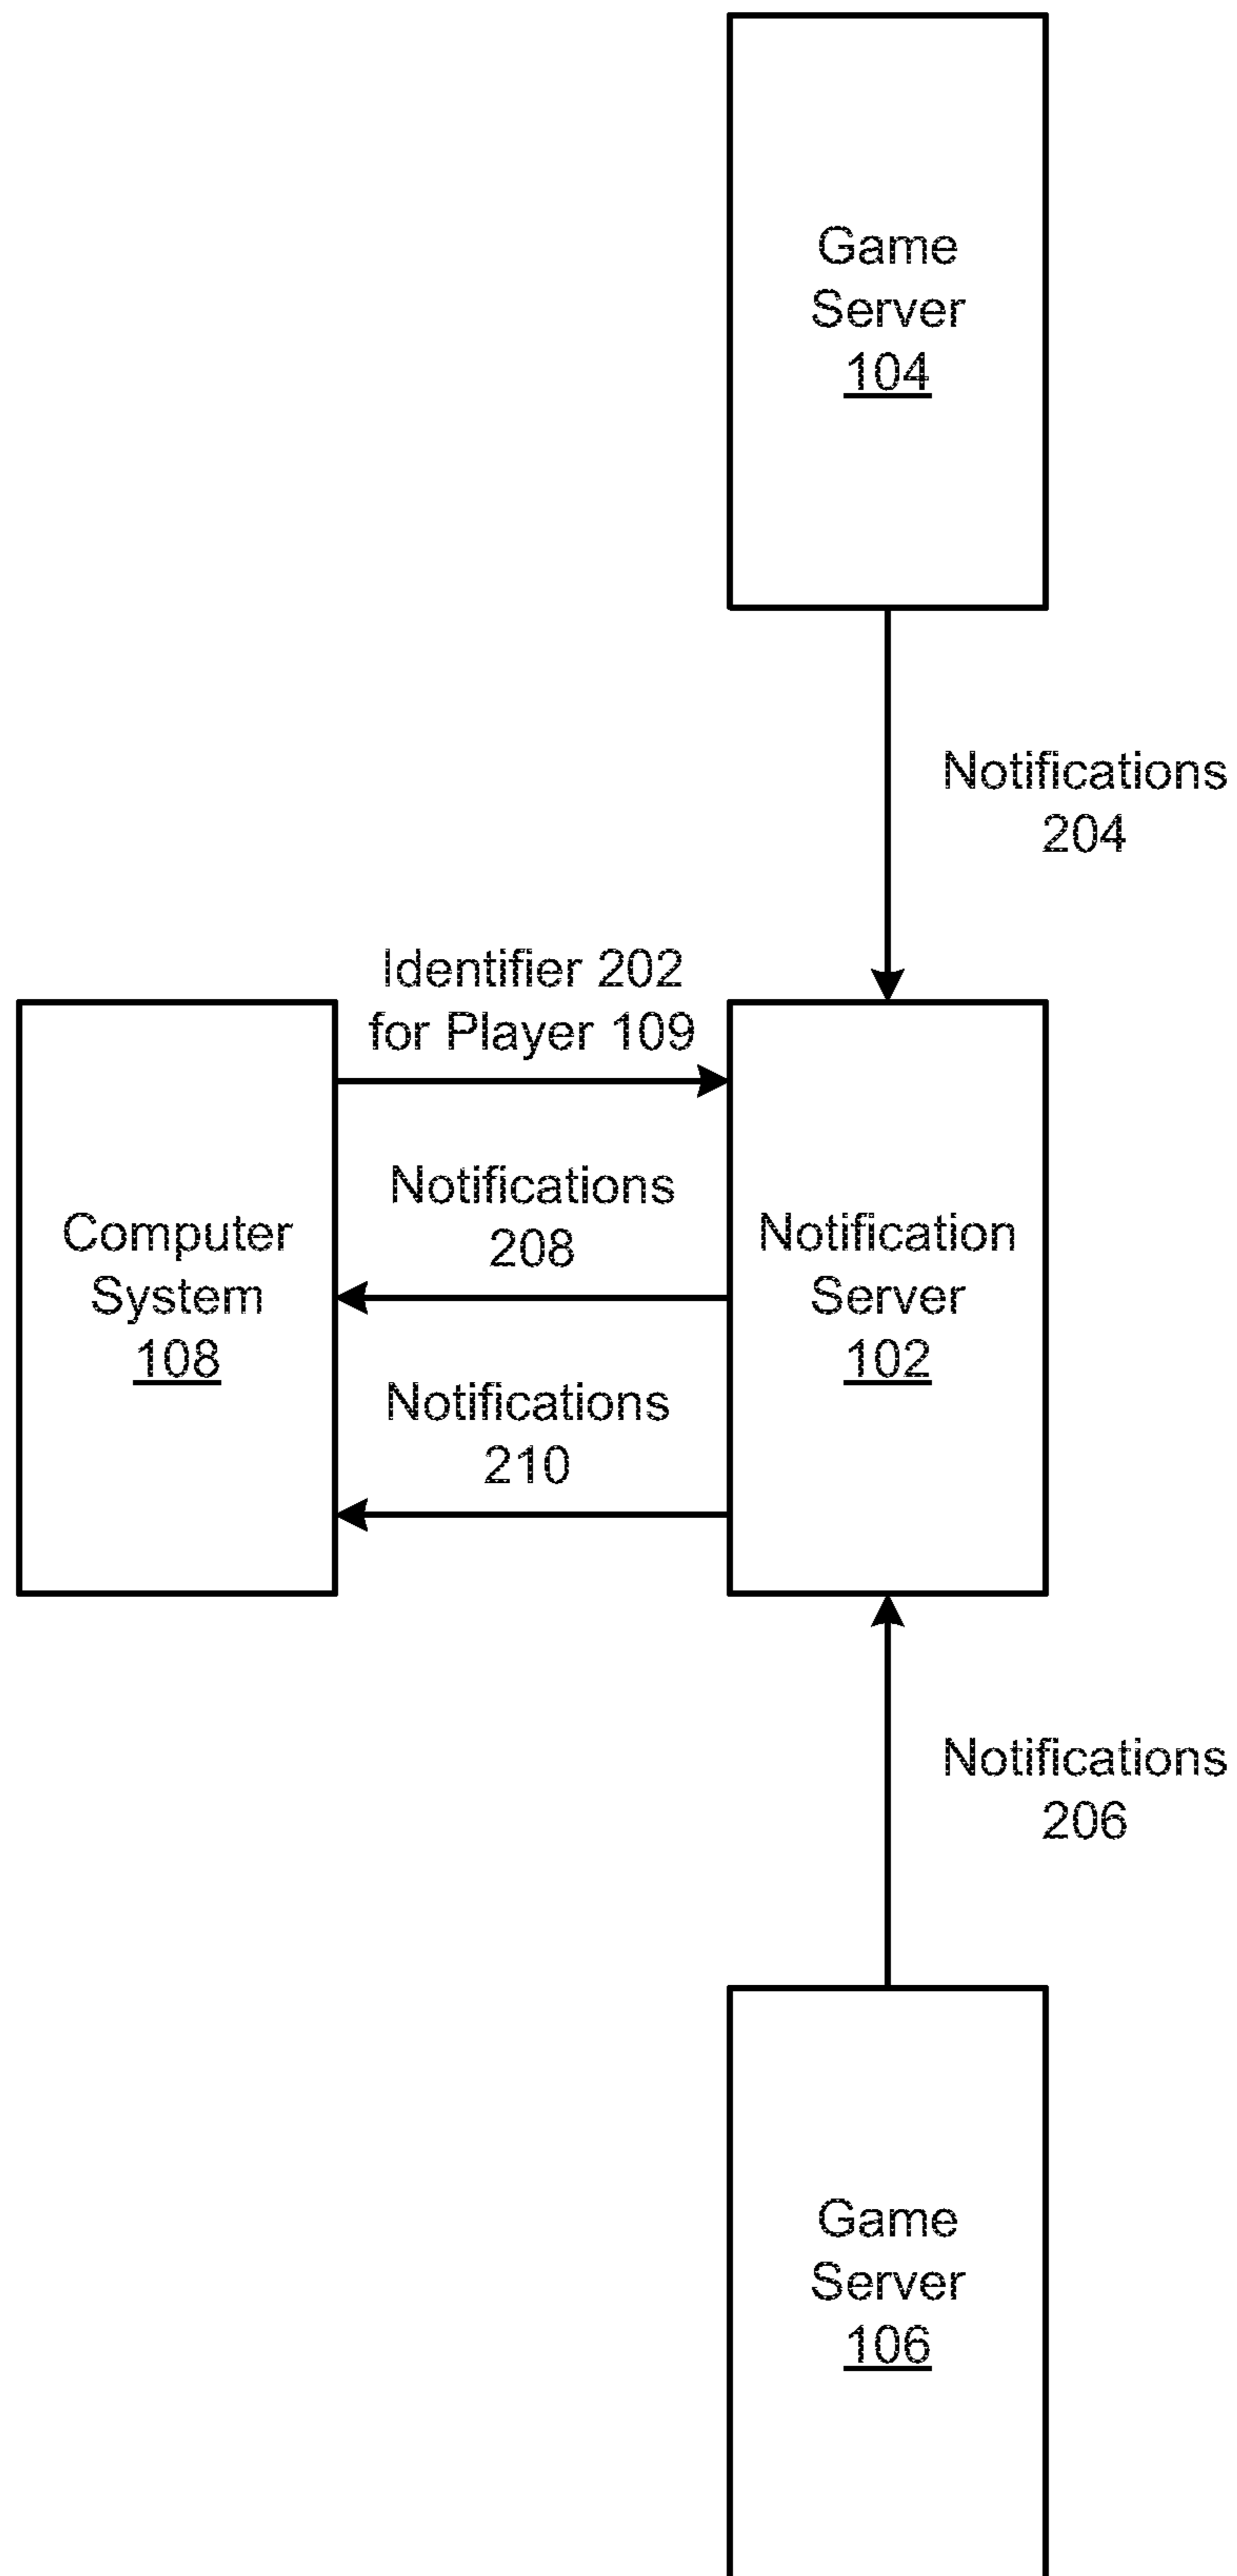 Game
Server
104
Notifications
204
Identifier 202
for Player 109
Notifications
208
Computer
System
108
Notification
Server
102
Notifications
210
Notifications
206
Game
Server
106